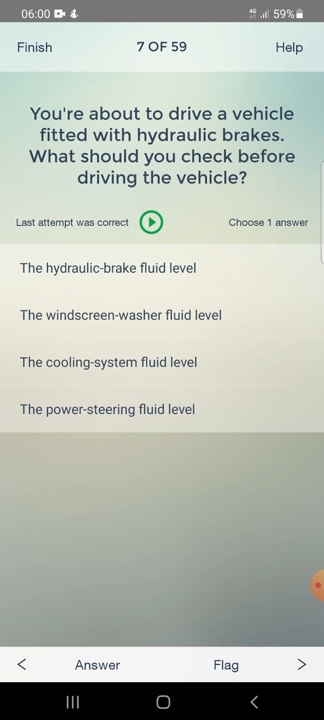 06:00 4G 59%
Finish 7 OF 59 Help
You're about to drive a vehicle
fitted with hydraulic brakes.
What should you check before
driving the vehicle?
Last attempt was correct Choose 1 answer
The hydraulic-brake fluid level
The windscreen-washer fluid level
The cooling-system fluid level
The power-steering fluid level
< Answer Flag >